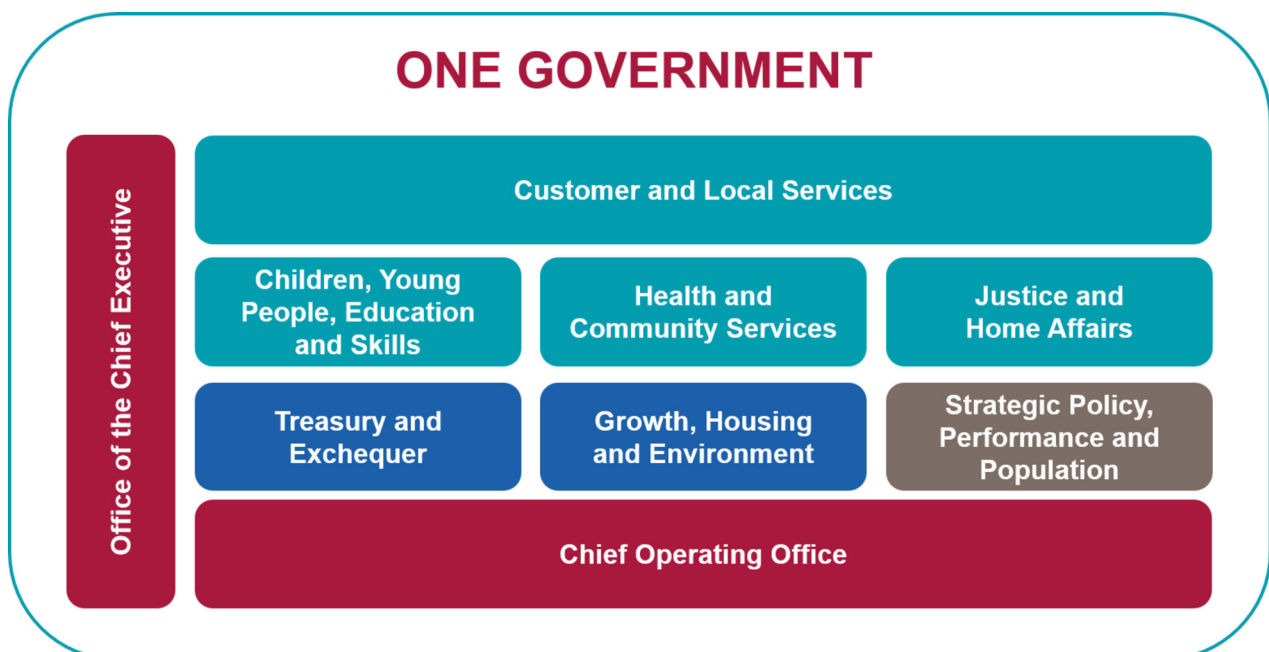 ONE GOVERNMENT
Office of the Chief Executive
Customer and Local Services
Children, Young
People, Education
and Skills
Health and
Community Services
Justice and
Home Affairs
Treasury and
Exchequer
Growth, Housing
and Environment
Strategic Policy,
Performance and
Population
Chief Operating Office